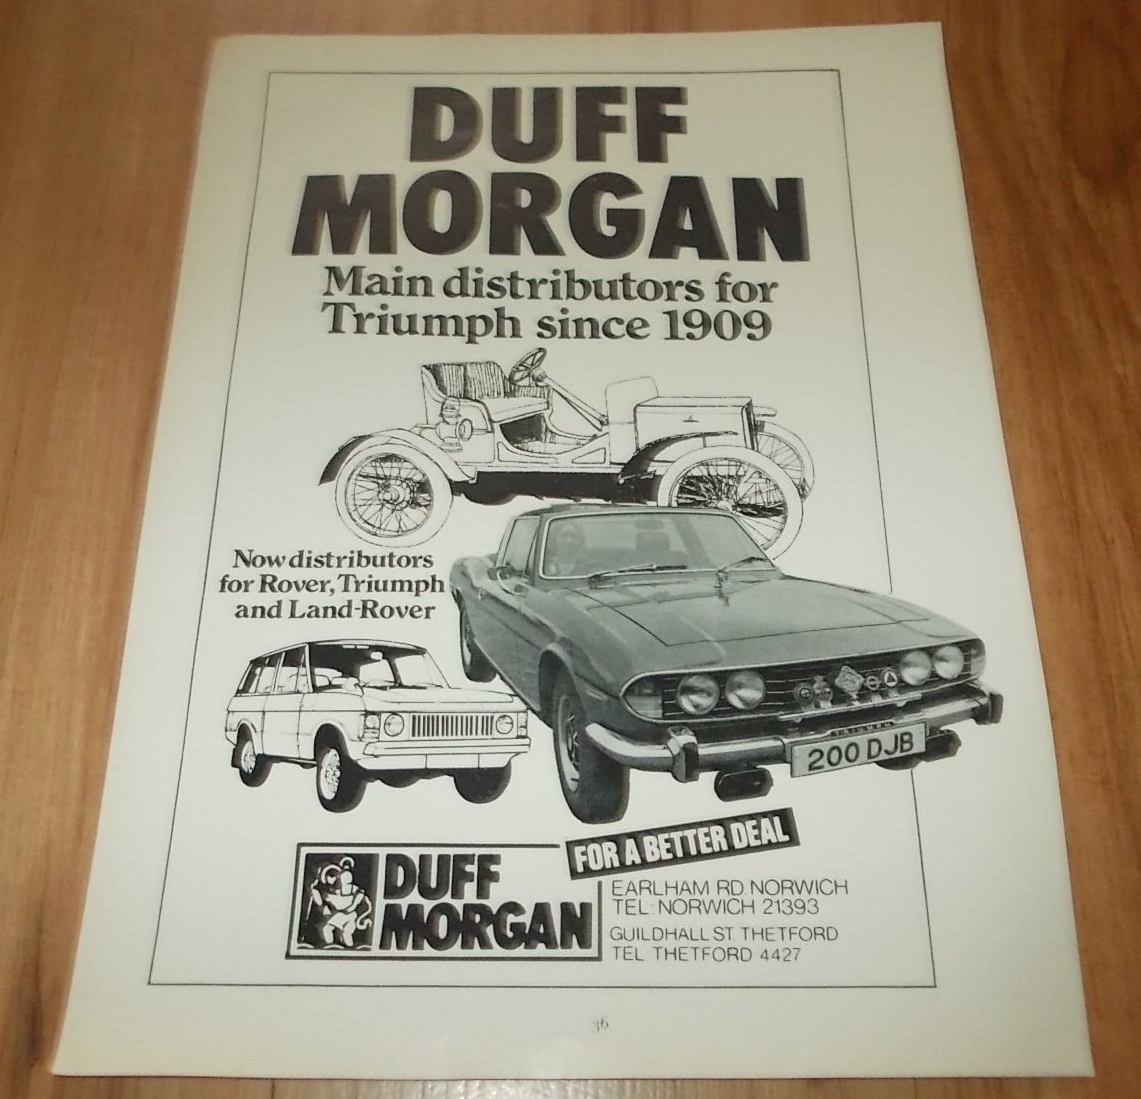 DUFF
MORGAN
Main distributors for
Triumph since 1909
Now distributors
for Rover, Triumph
and Land-Rover
TRIUMPH
200 DJB
FOR A BETTER DEAL
DUFF
MORGAN
EARLHAM RD. NORWICH
TEL: NORWICH 21393
GUILDHALL ST. THETFORD
TEL: THETFORD 4427
36